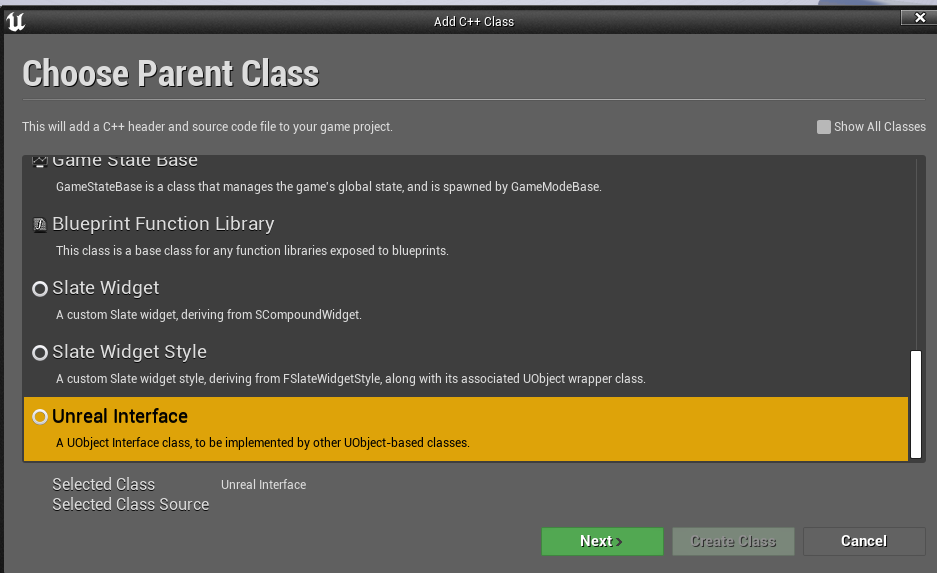 Add C++ Class
Choose Parent Class
This will add a C++ header and source code file to your game project.
Show All Classes
Game State Base
GameStateBase is a class that manages the game's global state, and is spawned by GameModeBase.
Blueprint Function Library
This class is a base class for any function libraries exposed to blueprints.
Slate Widget
A custom Slate widget, deriving from SCompoundWidget.
Slate Widget Style
A custom Slate widget style, deriving from FSlateWidgetStyle, along with its associated UObject wrapper class.
Unreal Interface
A UObject Interface class, to be implemented by other UObject-based classes.
Selected Class Unreal Interface
Selected Class Source
Next> Create Class Cancel